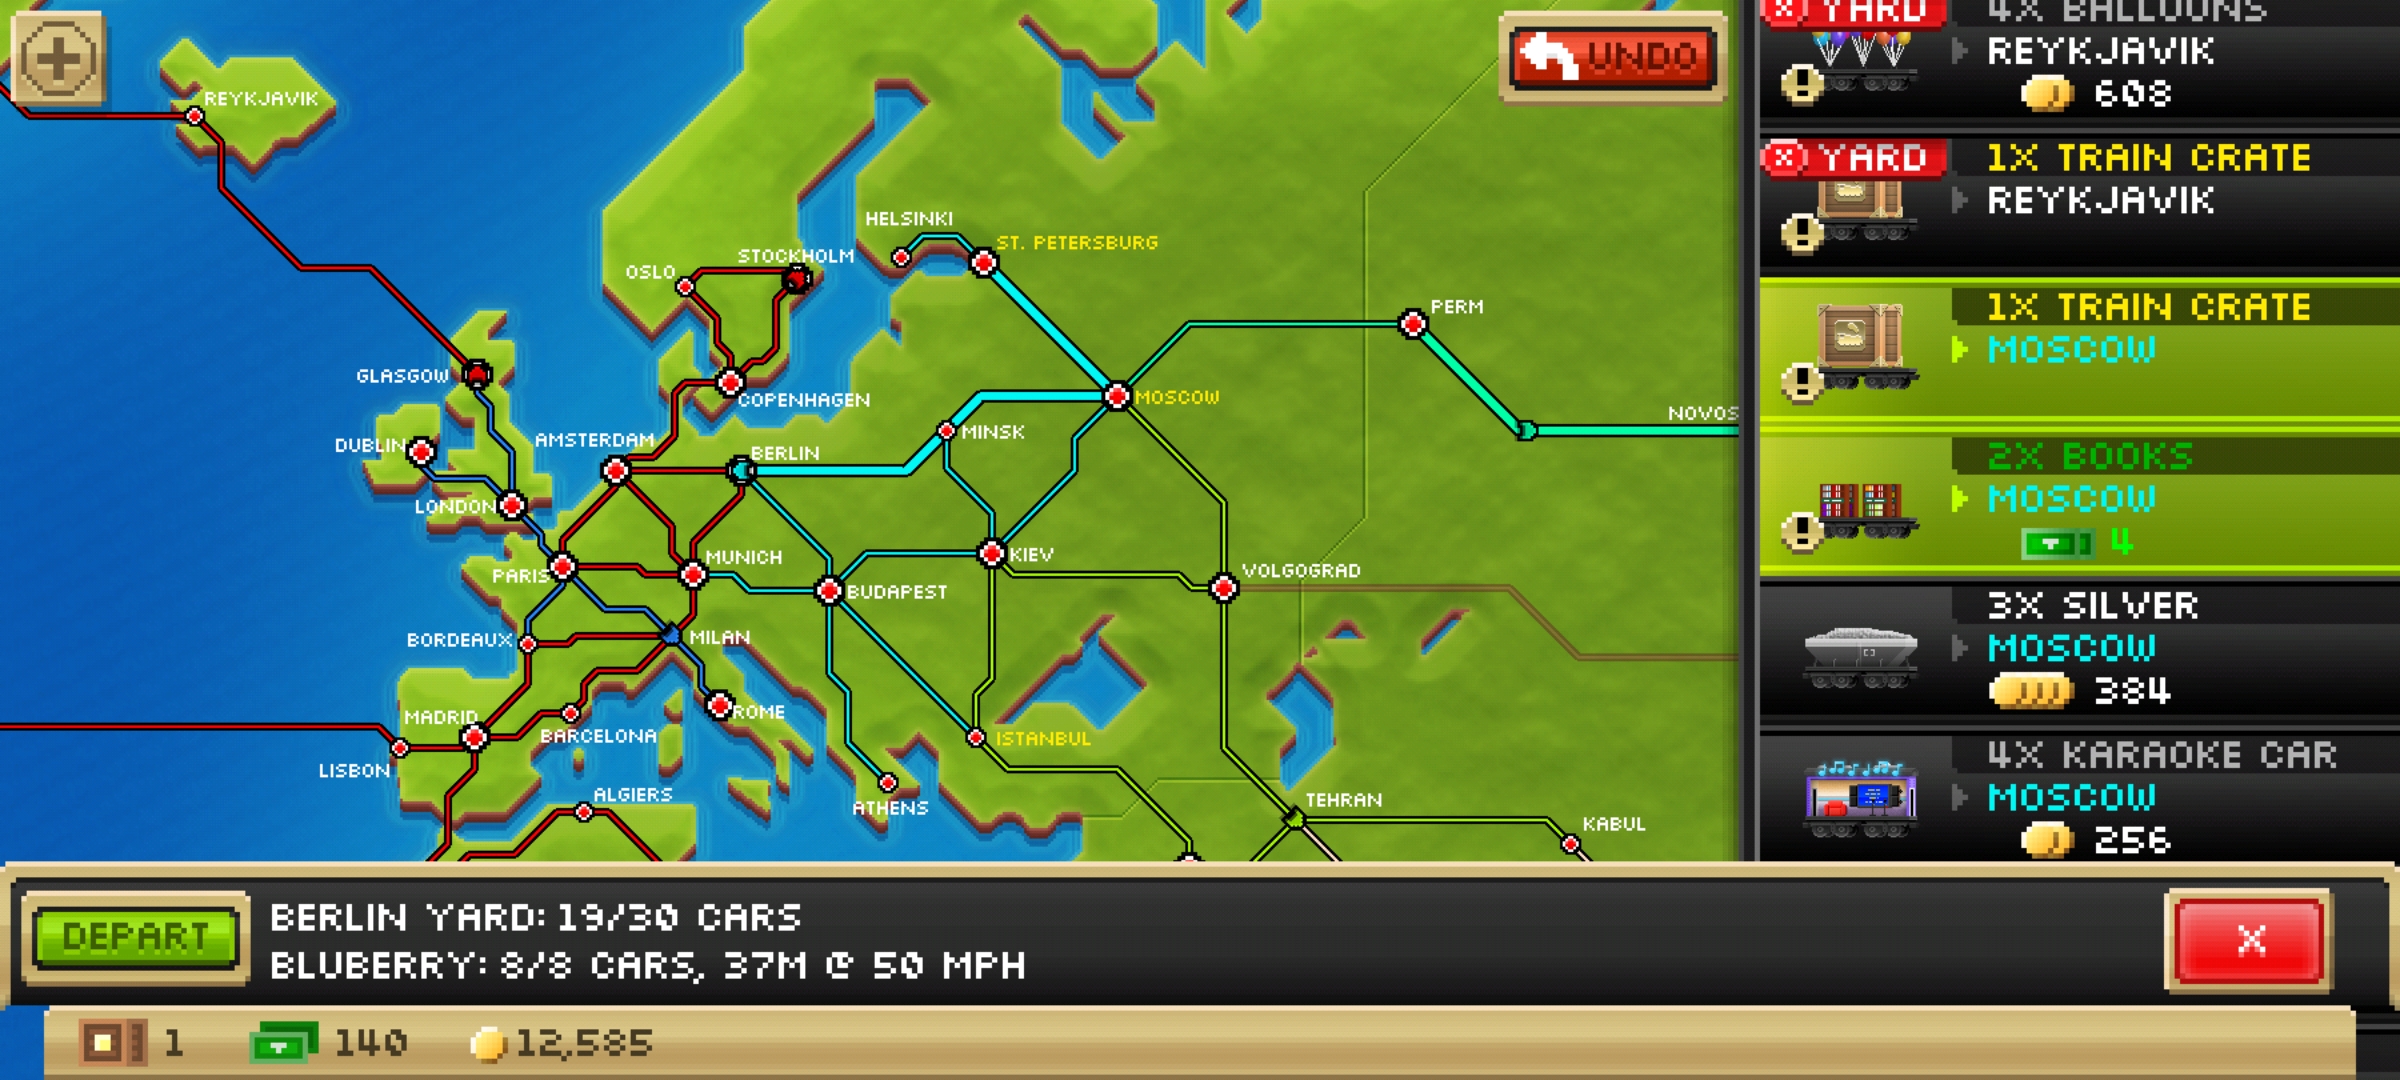 REYKJAVIK
GLASGOW
DUBLIN
LONDON
OSLO
STOCKHOLM
HELSINKI
ST. PETERSBURG
COPENHAGEN
AMSTERDAM
BERLIN
MINSK
MOSCOW
PERM
NOVOS
PARIS
MUNICH
BUDAPEST
KIEV
VOLGOGRAD
BORDEAUX
MILAN
ROME
MADRID
BARCELONA
LISBON
ALGIERS
ATHENS
ISTANBUL
TEHRAN
KABUL
UNDO
YARD
4X BALLOONS
REYKJAVIK
608
YARD
1X TRAIN CRATE
REYKJAVIK
1X TRAIN CRATE
MOSCOW
2X BOOKS
MOSCOW
4
3X SILVER
MOSCOW
384
4X KARAOKE CAR
MOSCOW
256
DEPART
BERLIN YARD: 19/30 CARS
BLUBERRY: 8/8 CARS, 37M @ 50 MPH
X
1
140
12,585